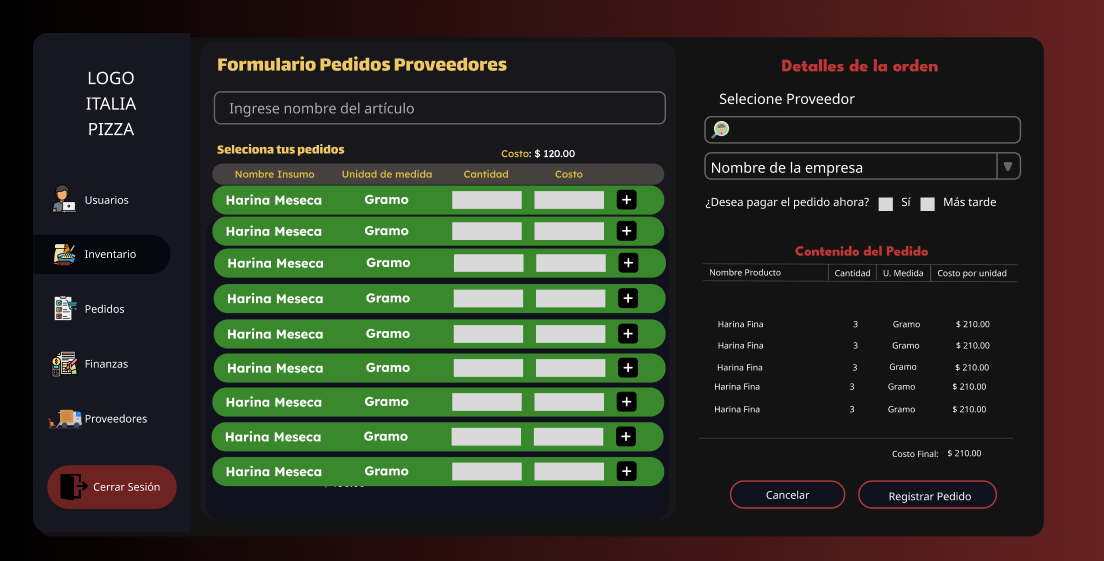 LOGO
ITALIA
PIZZA
Usuarios
Inventario
Pedidos
Finanzas
Proveedores
Cerrar Sesión
Formulario Pedidos Proveedores
Ingrese nombre del artículo
Seleciona tus pedidos
Costo: $ 120.00
Nombre Insumo Unidad de medida Cantidad Costo
Harina Meseca Gramo +
Harina Meseca Gramo +
Harina Meseca Gramo +
Harina Meseca Gramo +
Harina Meseca Gramo +
Harina Meseca Gramo +
Harina Meseca Gramo +
Harina Meseca Gramo +
Harina Meseca Gramo +
Detalles de la orden
Selecione Proveedor
Nombre de la empresa
¿Desea pagar el pedido ahora? Sí Más tarde
Contenido del Pedido
Nombre Producto Cantidad U. Medida Costo por unidad
Harina Fina 3 Gramo $ 210.00
Harina Fina 3 Gramo $ 210.00
Harina Fina 3 Gramo $ 210.00
Harina Fina 3 Gramo $ 210.00
Harina Fina 3 Gramo $ 210.00
Costo Final: $ 210.00
Cancelar Registrar Pedido